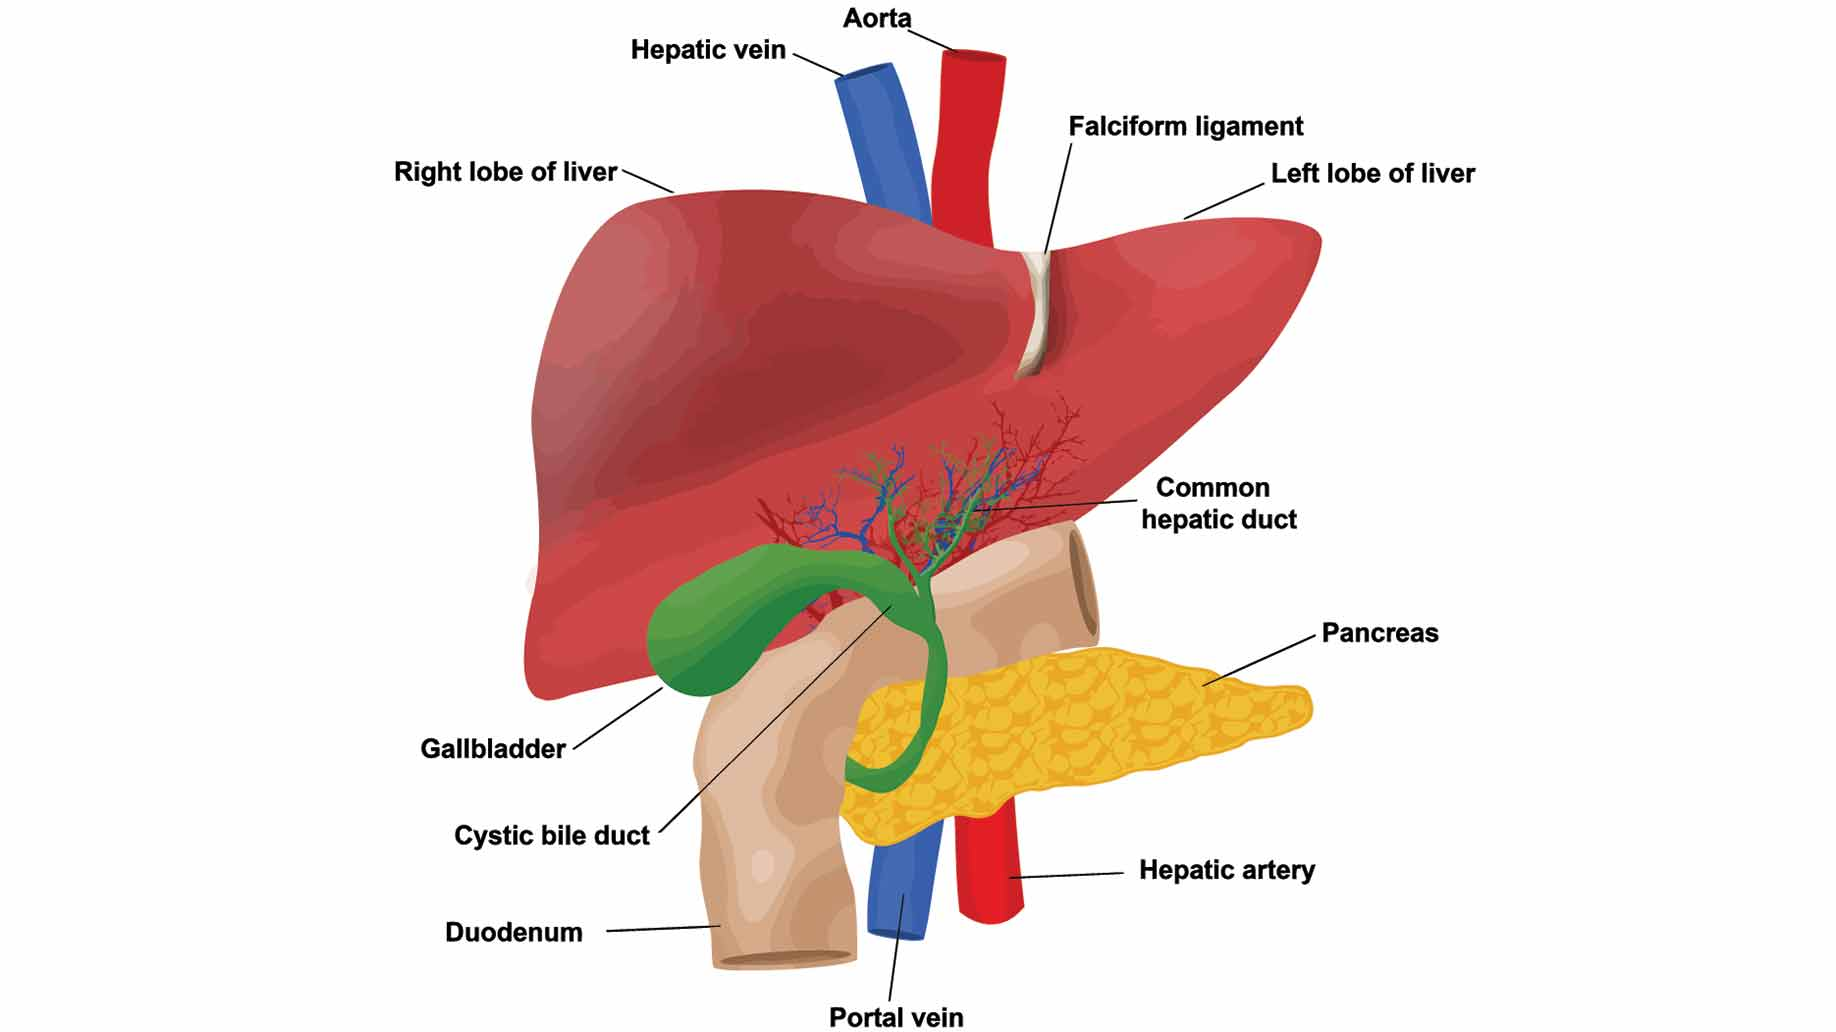 Aorta
Hepatic vein
Falciform ligament
Right lobe of liver
Left lobe of liver
Common
hepatic duct
Pancreas
Gallbladder
Cystic bile duct
Hepatic artery
Duodenum
Portal vein